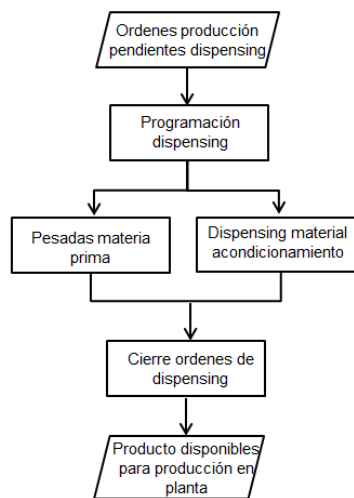 Ordenes producción
pendientes dispensing
Programación
dispensing
Pesadas materia
prima
Dispensing material
acondicionamiento
Cierre ordenes de
dispensing
Producto disponibles
para producción en
planta